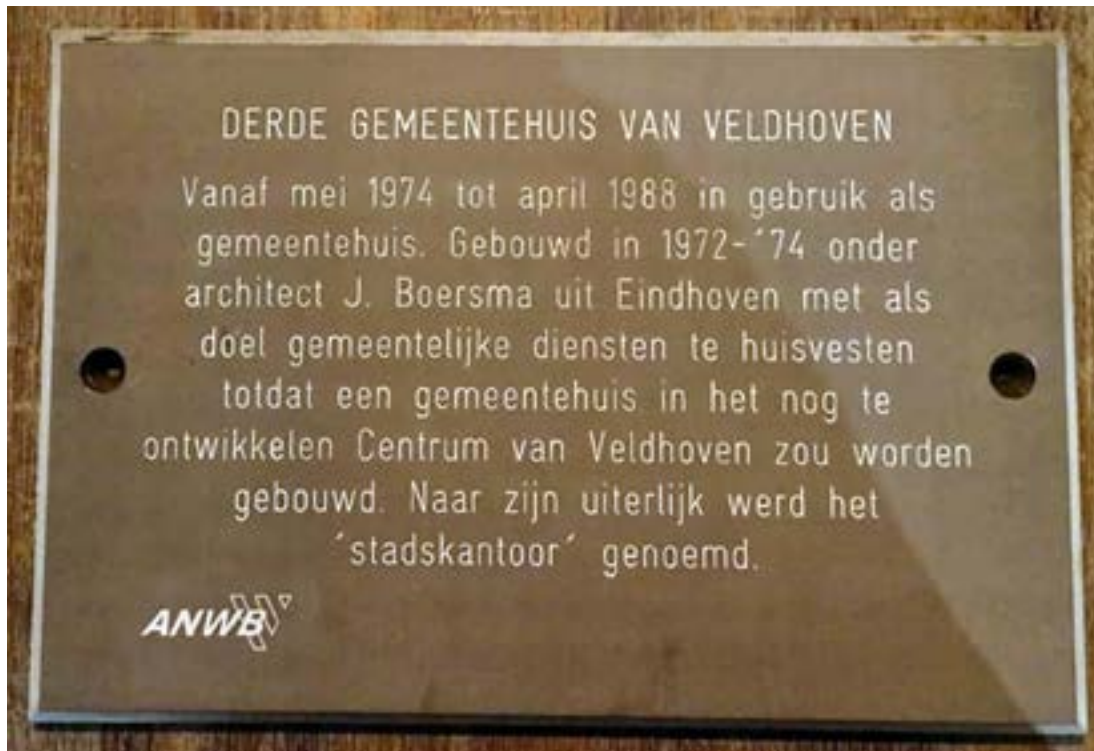 DERDE GEMEENTEHUIS VAN VELDHOVEN
Vanaf mei 1974 tot april 1988 in gebruik als
gemeentehuis. Gebouwd in 1972-´74 onder
architect J. Boersma uit Eindhoven met als
doel gemeentelijke diensten te huisvesten
totdat een gemeentehuis in het nog te
ontwikkelen Centrum van Veldhoven zou worden
gebouwd. Naar zijn uiterlijk werd het
´stadskantoor´ genoemd.
ANWB